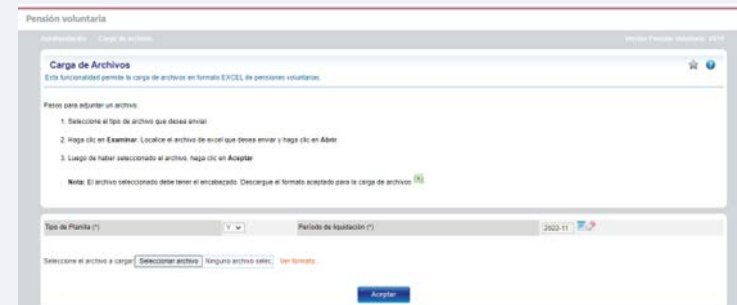 Pensión voluntaria
Administración Carga de archivos
Carga de Archivos
Esta funcionalidad permite la carga de archivos en formato EXCEL de pensiones voluntarias.
Pasos para adjuntar un archivo
1. Seleccione el tipo de archivo que desea enviar
2. Haga clic en Examinar. Localice el archivo de excel que desea enviar y haga clic en Abrir
3. Luego de haber seleccionado el archivo, haga clic en Aceptar
Nota: El archivo seleccionado debe tener el encabezado. Descargue el formato aceptado para la carga de archivos
Tipo de Planilla (*) Y Período de liquidación (*) 2022-11
Seleccione el archivo a cargar Seleccionar archivo Ninguno archivo selec. Ver formato.
Aceptar